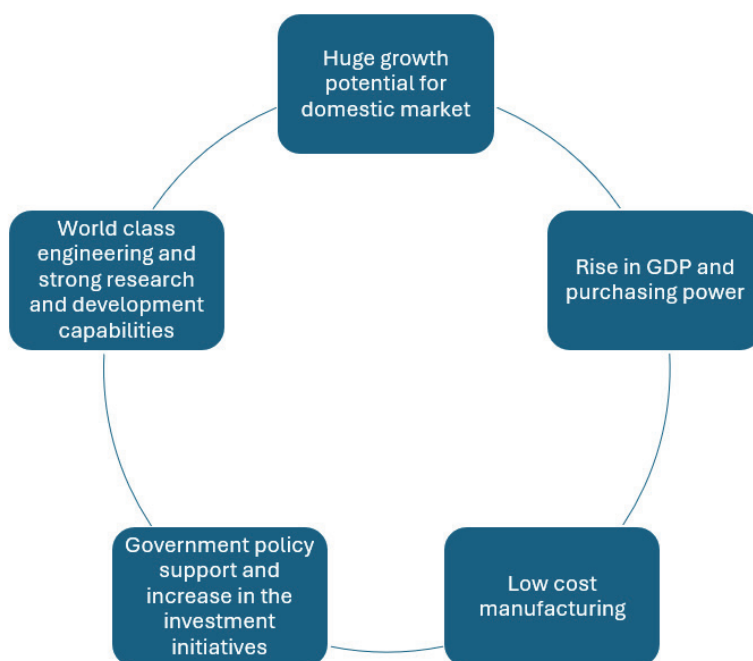 Huge growth
potential for
domestic market
Rise in GDP and
purchasing power
Low cost
manufacturing
Government policy
support and
increase in the
investment
initiatives
World class
engineering and
strong research
and development
capabilities